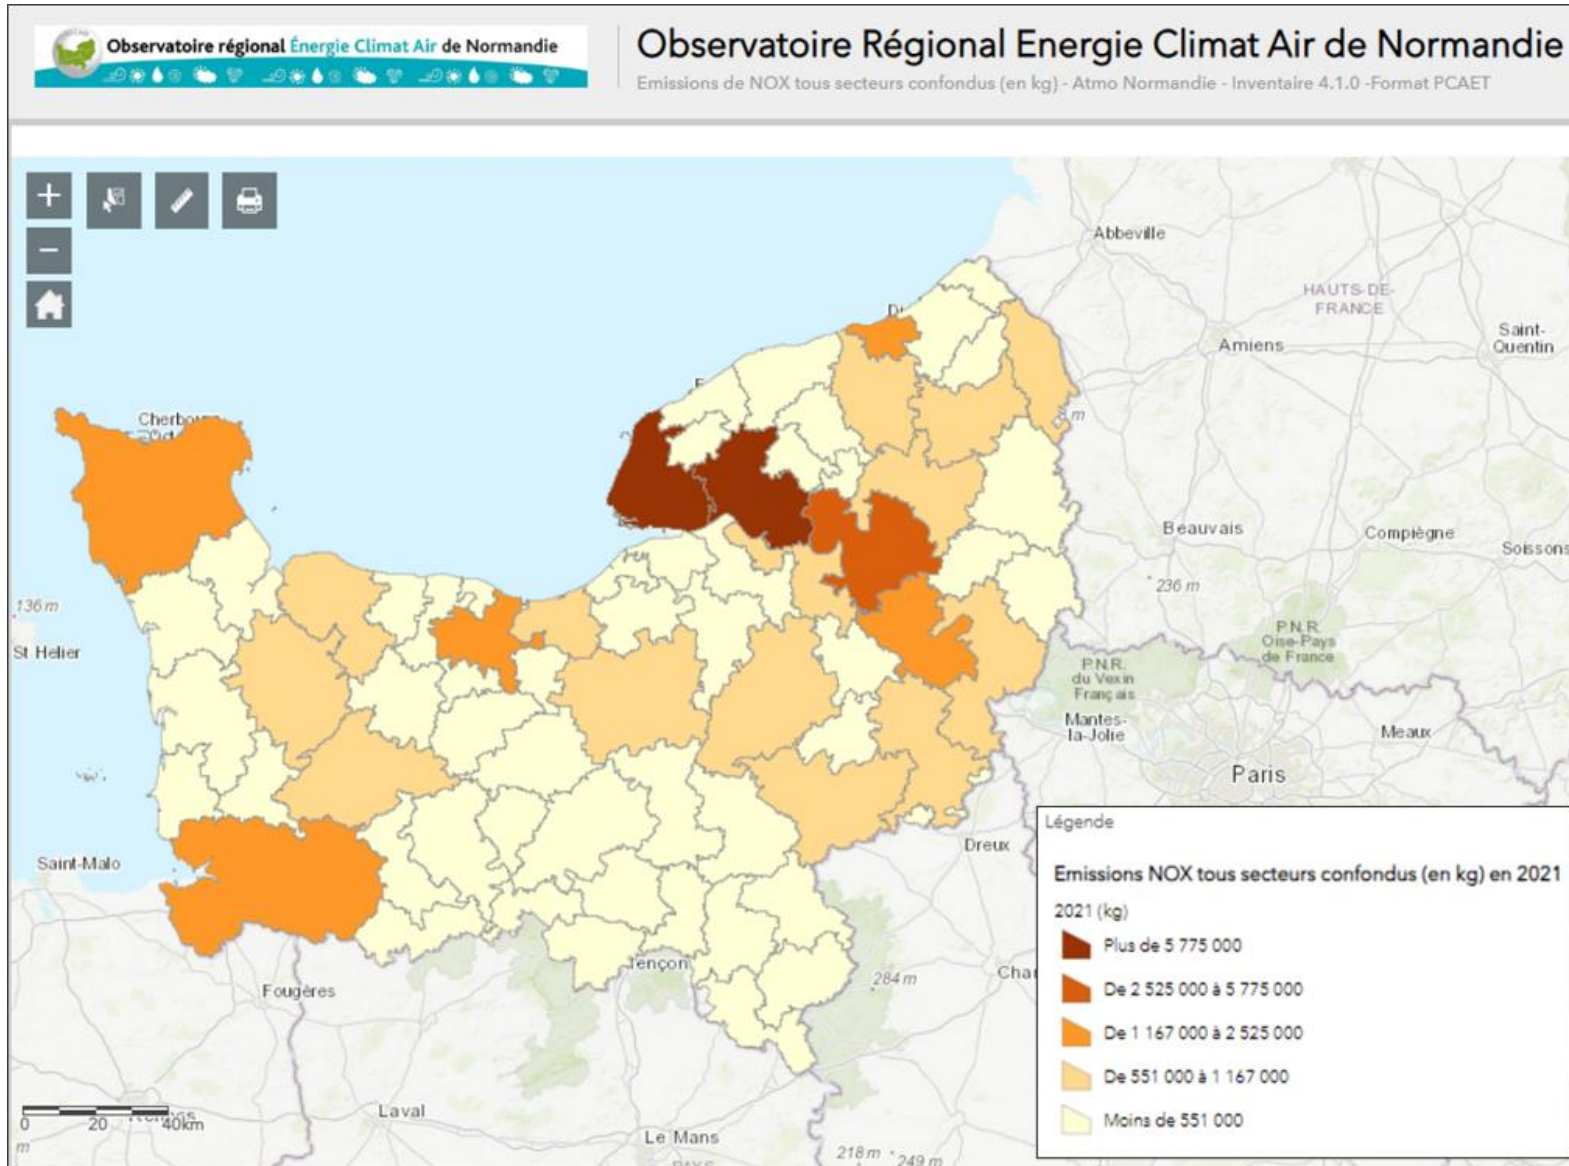 Observatoire régional Énergie Climat Air de Normandie
Observatoire Régional Energie Climat Air de Normandie
Emissions de NOX tous secteurs confondus (en kg) - Atmo Normandie - Inventaire 4.1.0 -Format PCAET
Abbeville
HAUTS-DE-
FRANCE
Saint-
Quentin
Amiens
Beauvais
Compiègne
Soissons
236 m
136 m
St Helier
P.N.R.
Oise-Pays
de France
P.N.R.
du Vexin
Français
Mantes-
la-Jolie
Meaux
Paris
Dreux
Saint-Malo
Fougères
284 m
Laval
Le Mans
218 m
249 m
0 20 40km
Légende
Emissions NOX tous secteurs confondus (en kg) en 2021
2021 (kg)
Plus de 5 775 000
De 2 525 000 à 5 775 000
De 1 167 000 à 2 525 000
De 551 000 à 1 167 000
Moins de 551 000